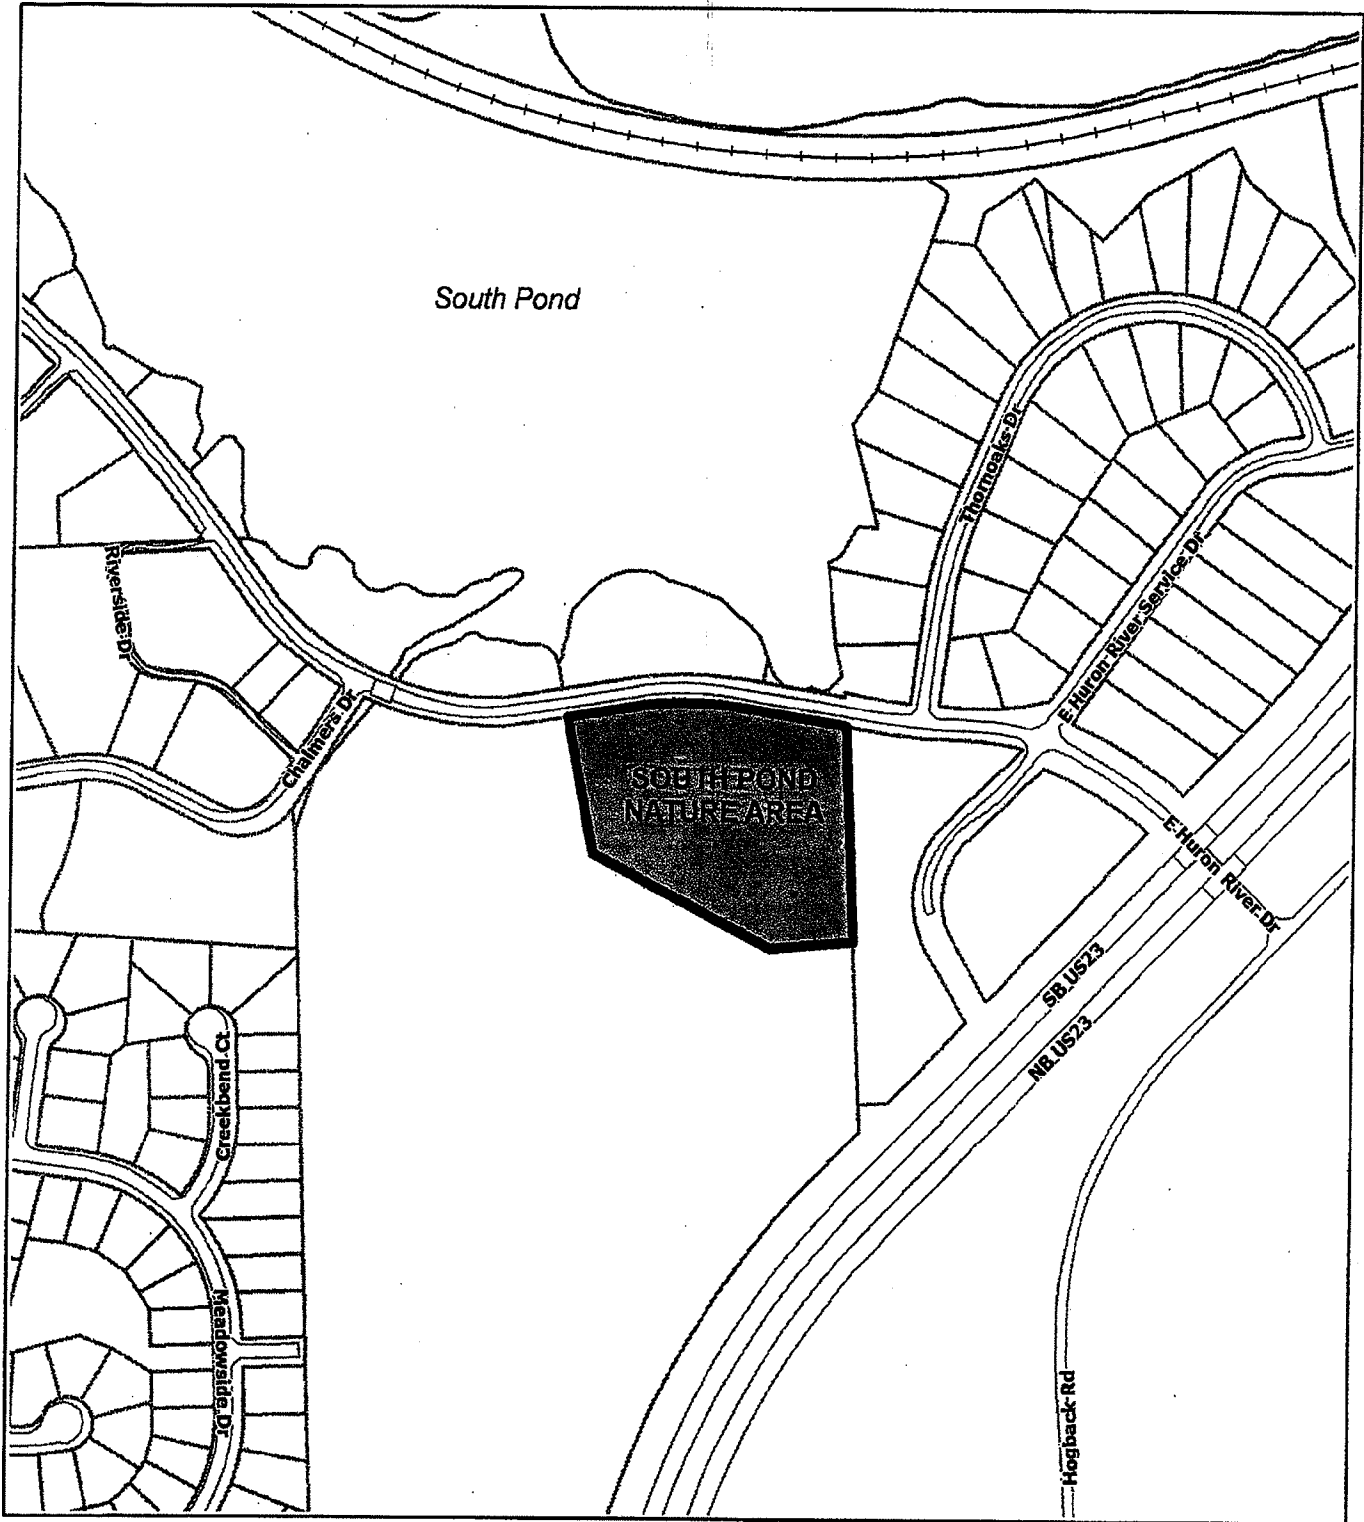 South Pond
Thornoaks Dr
E Huron River Service Dr
Riverside Dr
Chalmers Dr
SOUTH POND
NATURE AREA
E Huron River Dr
SB US23
NB US23
Creekbend Ct
Meadowside Dr
Hogback Rd